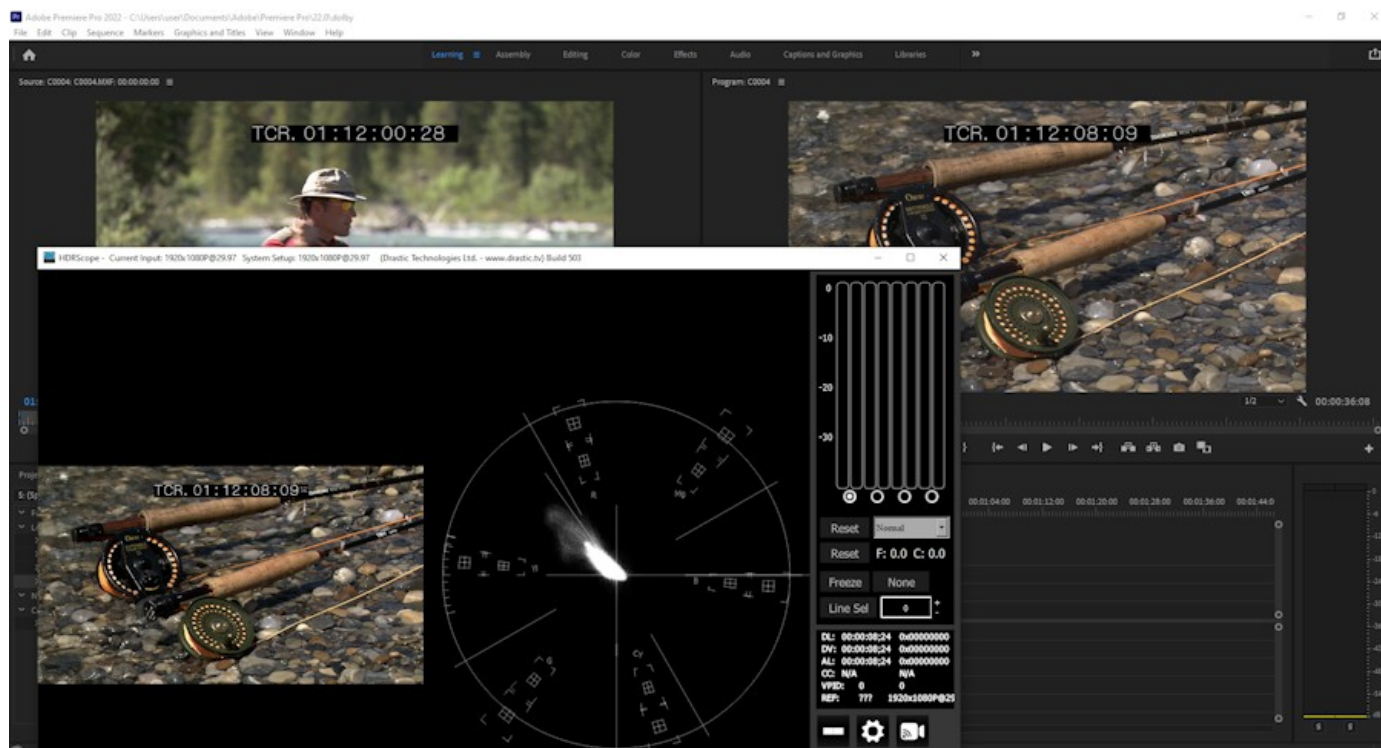 Adobe Premiere Pro 2022 - C:\Users\user\Documents\Adobe\Premiere Pro\22.0\dolby
File Edit Clip Sequence Markers Graphics and Titles View Window Help
Learning Assembly Editing Color Effects Audio Captions and Graphics Libraries
Source: C0004: C0004.MXF: 00:00:00:00
Program: C0004
TCR. 01:12:00:28
TCR. 01:12:08:09
HDRScope - Current Input: 1920x1080P@29.97 System Setup: 1920x1080P@29.97 (Drastic Technologies Ltd. - www.drastic.tv) Build 503
0
-10
-20
-30
01:
1/2 00:00:36:08
Proje
TCR. 01:12:08:09
R
Mg
Yl
B
G
Cy
Reset Normal
Reset F: 0.0 C: 0.0
Freeze None
Line Sel 0 + -
DL: 00:00:08;24 0x00000000
DV: 00:00:08;24 0x00000000
AL: 00:00:08;24 0x00000000
CC: N/A N/A
VPID: 0 0
REF: ??? 1920x1080P@29
00:01:04:00 00:01:12:00 00:01:20:00 00:01:28:00 00:01:36:00 00:01:44:0
S S